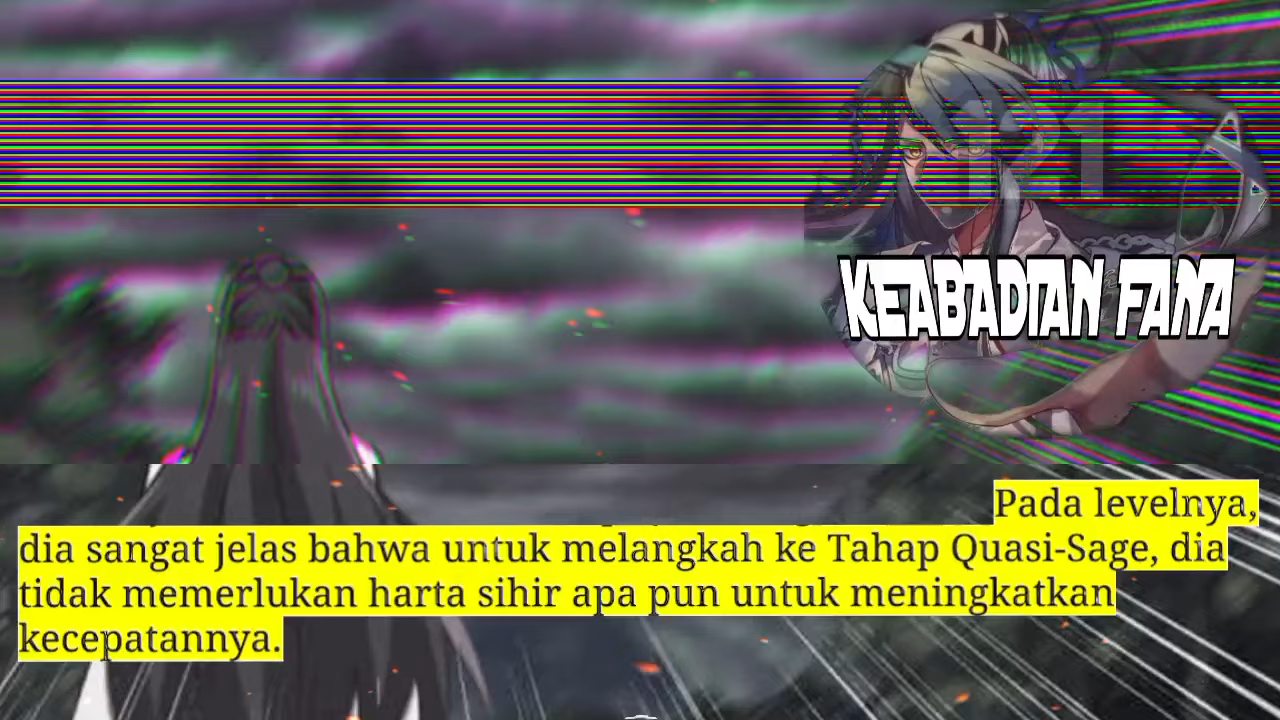 KEABADIAN FANA
Pada levelnya,
dia sangat jelas bahwa untuk melangkah ke Tahap Quasi-Sage, dia
tidak memerlukan harta sihir apa pun untuk meningkatkan
kecepatannya.